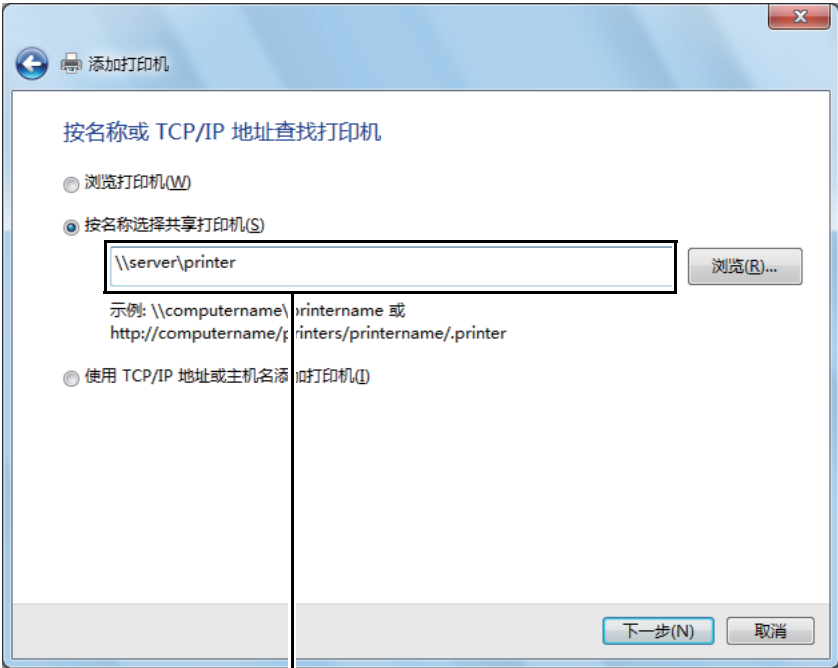 添加打印机
按名称或 TCP/IP 地址查找打印机
浏览打印机(W)
按名称选择共享打印机(S)
\\server\printer
浏览(R)...
示例: \\computername\printername 或
http://computername/printers/printername/.printer
使用 TCP/IP 地址或主机名添加打印机(I)
下一步(N)
取消